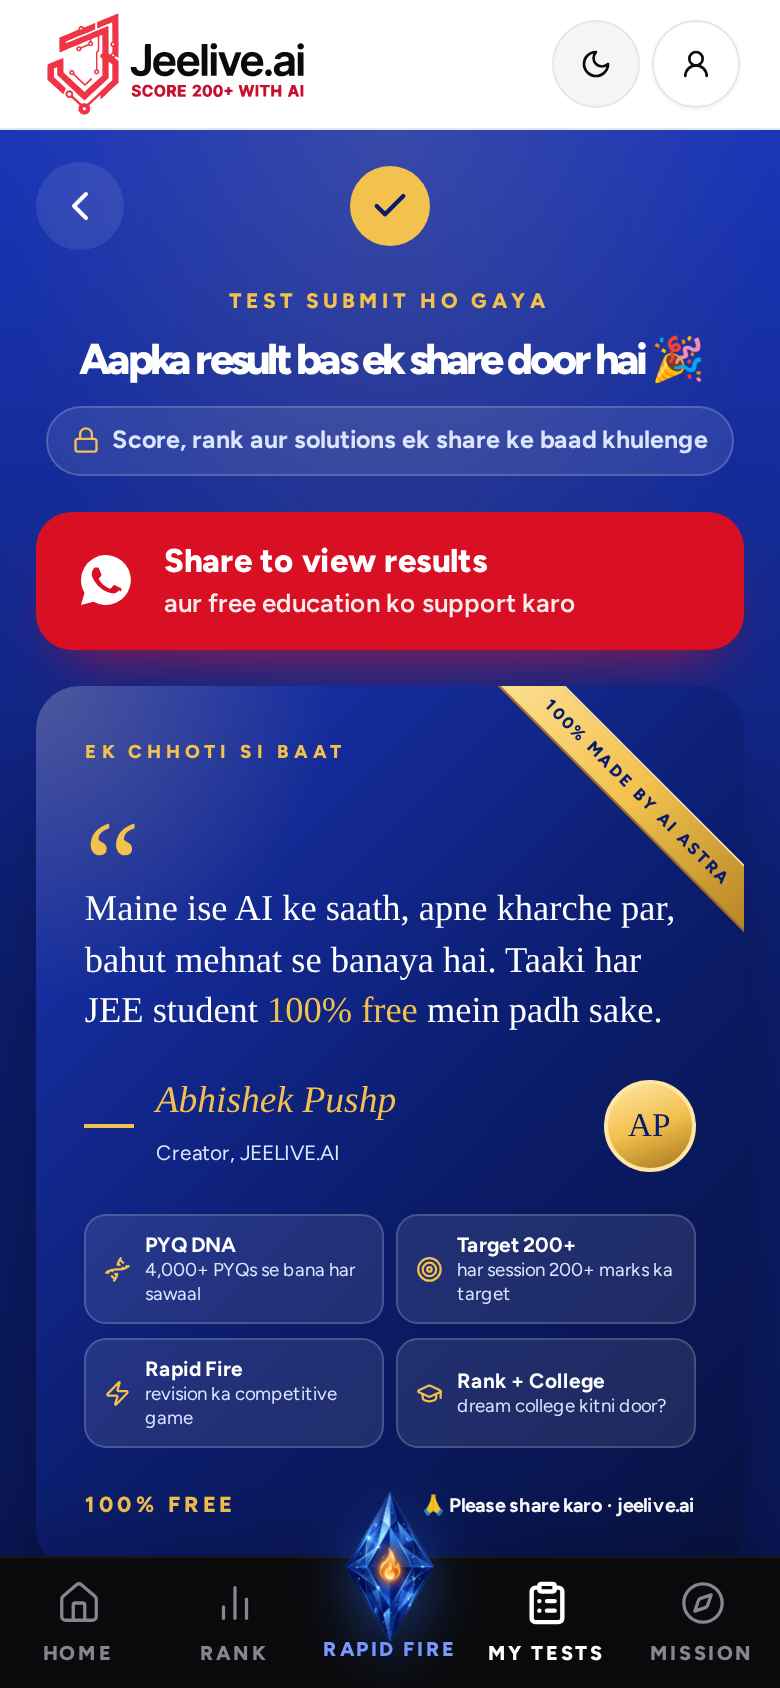 Jeelive.ai
SCORE 200+ WITH AI
TEST SUBMIT HO GAYA
Aapka result bas ek share door hai 🎉
Score, rank aur solutions ek share ke baad khulenge
Share to view results
aur free education ko support karo
100% MADE BY AI ASTRA
EK CHHOTI SI BAAT
“
Maine ise AI ke saath, apne kharche par,
bahut mehnat se banaya hai. Taaki har
JEE student 100% free mein padh sake.
Abhishek Pushp
Creator, JEELIVE.AI
AP
PYQ DNA
4,000+ PYQs se bana har
sawaal
Target 200+
har session 200+ marks ka
target
Rapid Fire
revision ka competitive
game
Rank + College
dream college kitni door?
100% FREE
🙏 Please share karo · jeelive.ai
HOME
RANK
RAPID FIRE
MY TESTS
MISSION